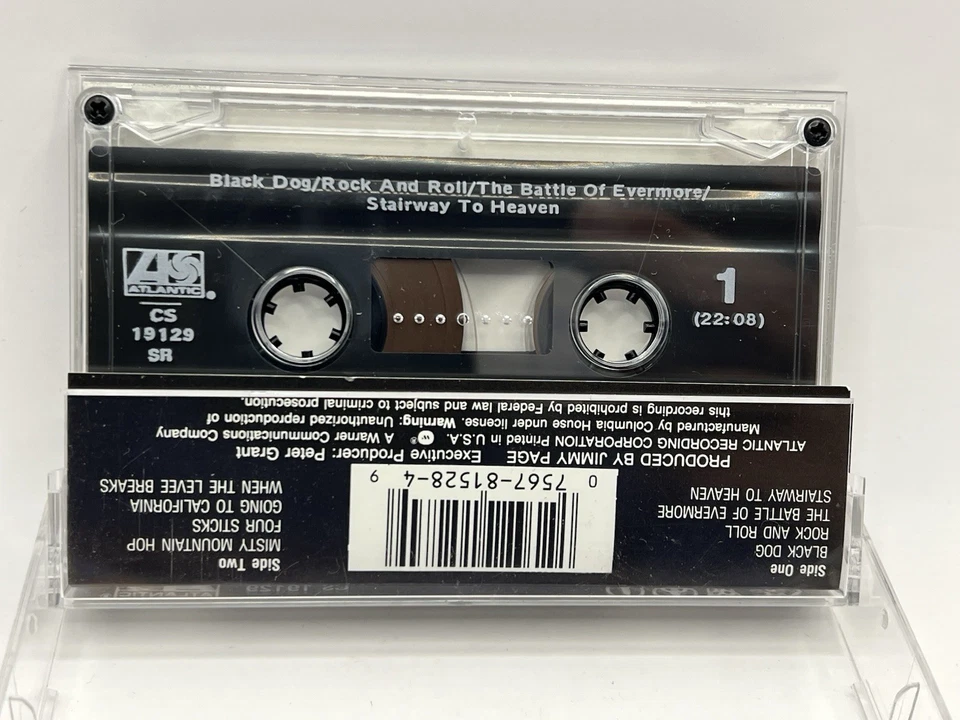 Black Dog/Rock And Roll/The Battle Of Evermore/
Stairway To Heaven
ATLANTIC
CS
19129
SR
1
(22:08)
Side One
BLACK DOG
ROCK AND ROLL
THE BATTLE OF EVERMORE
STAIRWAY TO HEAVEN
Side Two
MISTY MOUNTAIN HOP
FOUR STICKS
GOING TO CALIFORNIA
WHEN THE LEVEE BREAKS
0 7567-81528-4 9
PRODUCED BY JIMMY PAGE Executive Producer: Peter Grant
ATLANTIC RECORDING CORPORATION Printed in U.S.A. A Warner Communications Company
Manufactured by Columbia House under license. Warning: Unauthorized reproduction of
this recording is prohibited by Federal law and subject to criminal prosecution.